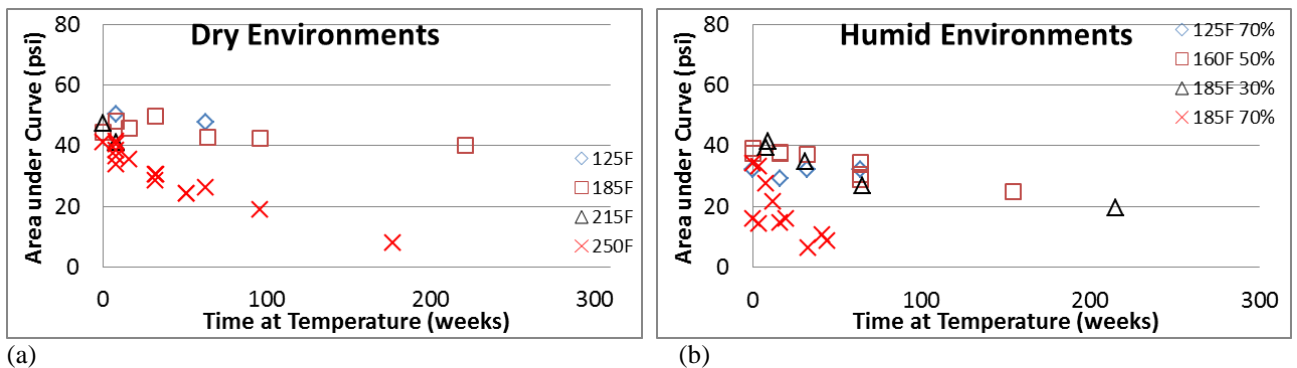 Dry Environments
Area under Curve (psi)
80
60
40
20
0
0 100 200 300
Time at Temperature (weeks)
125F
185F
215F
250F
(a)
Humid Environments
Area under Curve (psi)
80
60
40
20
0
0 100 200 300
Time at Temperature (weeks)
125F 70%
160F 50%
185F 30%
185F 70%
(b)